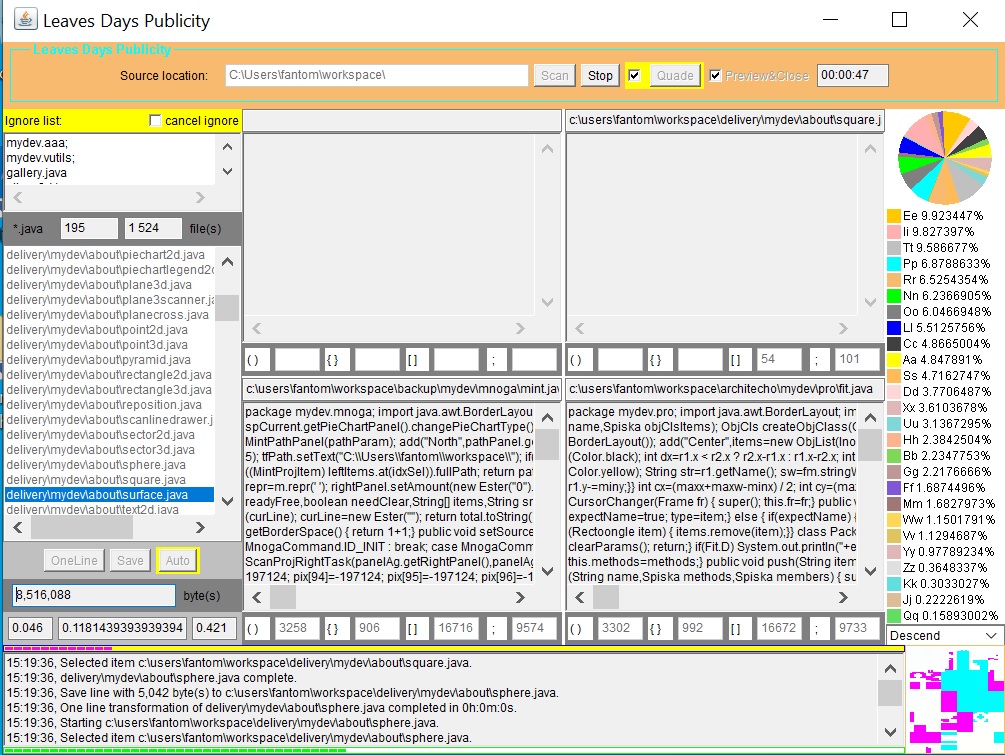 Leaves Days Publicity
Leaves Days Publicity
Source location: C:\Users\fantom\workspace\ Scan Stop Quade Preview&Close 00:00:47
Ignore list: cancel ignore
mydev.aaa;
mydev.vutils;
gallery.java
*.java 195 1 524 file(s)
delivery\mydev\about\piechart2d.java
delivery\mydev\about\piechartlegend2d
delivery\mydev\about\plane3d.java
delivery\mydev\about\plane3scanner.ja
delivery\mydev\about\planecross.java
delivery\mydev\about\point2d.java
delivery\mydev\about\point3d.java
delivery\mydev\about\pyramid.java
delivery\mydev\about\rectangle2d.java
delivery\mydev\about\rectangle3d.java
delivery\mydev\about\reposition.java
delivery\mydev\about\scanlinedrawer.j
delivery\mydev\about\sector2d.java
delivery\mydev\about\sector3d.java
delivery\mydev\about\sphere.java
delivery\mydev\about\square.java
delivery\mydev\about\surface.java
delivery\mydev\about\text2d.java
OneLine Save Auto
8,516,088 byte(s)
0.046 0.1181439393939394 0.421
( ) { } [ ] ;
c:\users\fantom\workspace\delivery\mydev\about\square.j
( ) { } [ ] 54 ; 101
c:\users\fantom\workspace\backup\mydev\mnoga\mint.jav
package mydev.mnoga; import java.awt.BorderLayou
spCurrent.getPieChartPanel().changePieChartType()
MintPathPanel(pathParam); add("North",pathPanel.ge
5); tfPath.setText("C:\\Users\\fantom\\workspace\\"); if(
((MintProjItem) leftItems.at(idxSel)).fullPath; return pat
repr=m.repr(' '); rightPanel.setAmount(new Ester("0").
readyFree,boolean needClear,String[] items,String sn
(curLine); curLine=new Ester(""); return total.toString(
getBorderSpace() { return 1+1;} public void setSource
MnogaCommand.ID_INIT : break; case MnogaComm
ScanProjRightTask(panelAg.getRightPanel(),panelAg
197124; pix[94]=-197124; pix[95]=-197124; pix[96]=-1
( ) 3258 { } 906 [ ] 16716 ; 9574
c:\users\fantom\workspace\architecho\mydev\pro\fit.java
package mydev.pro; import java.awt.BorderLayout; im
name,Spiska objClsItems); ObjCls createObjClass(O
BorderLayout()); add("Center",items=new ObjList(Ino
(Color.black); int dx=r1.x < r2.x ? r2.x-r1.x : r1.x-r2.x; int
Color.yellow); String str=r1.getName(); sw=fm.stringW
r1.y-=miny;}} int cx=(maxx+maxw-minx) / 2; int cy=(ma
CursorChanger(Frame fr) { super(); this.fr=fr;} public v
expectName=true; type=item;} else { if(expectName) {
(Rectoongle item) { items.remove(item);}} class Pack
clearParams(); return;} if(Fit.D) System.out.println("+e
this.methods=methods;} public void push(String item
(String name,Spiska methods,Spiska members) { su
( ) 3302 { } 992 [ ] 16672 ; 9733
Ee 9.923447%
Ii 9.827397%
Tt 9.586677%
Pp 6.8788633%
Rr 6.5254354%
Nn 6.2366905%
Oo 6.0466948%
Ll 5.5125756%
Cc 4.8665004%
Aa 4.847891%
Ss 4.7162747%
Dd 3.7706487%
Xx 3.6103678%
Uu 3.1367295%
Hh 2.3842504%
Bb 2.2347753%
Gg 2.2176666%
Ff 1.6874496%
Mm 1.6827973%
Ww 1.1501791%
Vv 1.1294687%
Yy 0.97789234%
Zz 0.3648337%
Kk 0.3033027%
Jj 0.2222619%
Qq 0.15893002%
Descend
15:19:36, Selected item c:\users\fantom\workspace\delivery\mydev\about\square.java.
15:19:36, delivery\mydev\about\sphere.java complete.
15:19:36, Save line with 5,042 byte(s) to c:\users\fantom\workspace\delivery\mydev\about\sphere.java.
15:19:36, One line transformation of delivery\mydev\about\sphere.java completed in 0h:0m:0s.
15:19:36, Starting c:\users\fantom\workspace\delivery\mydev\about\sphere.java.
15:19:36, Selected item c:\users\fantom\workspace\delivery\mydev\about\sphere.java.